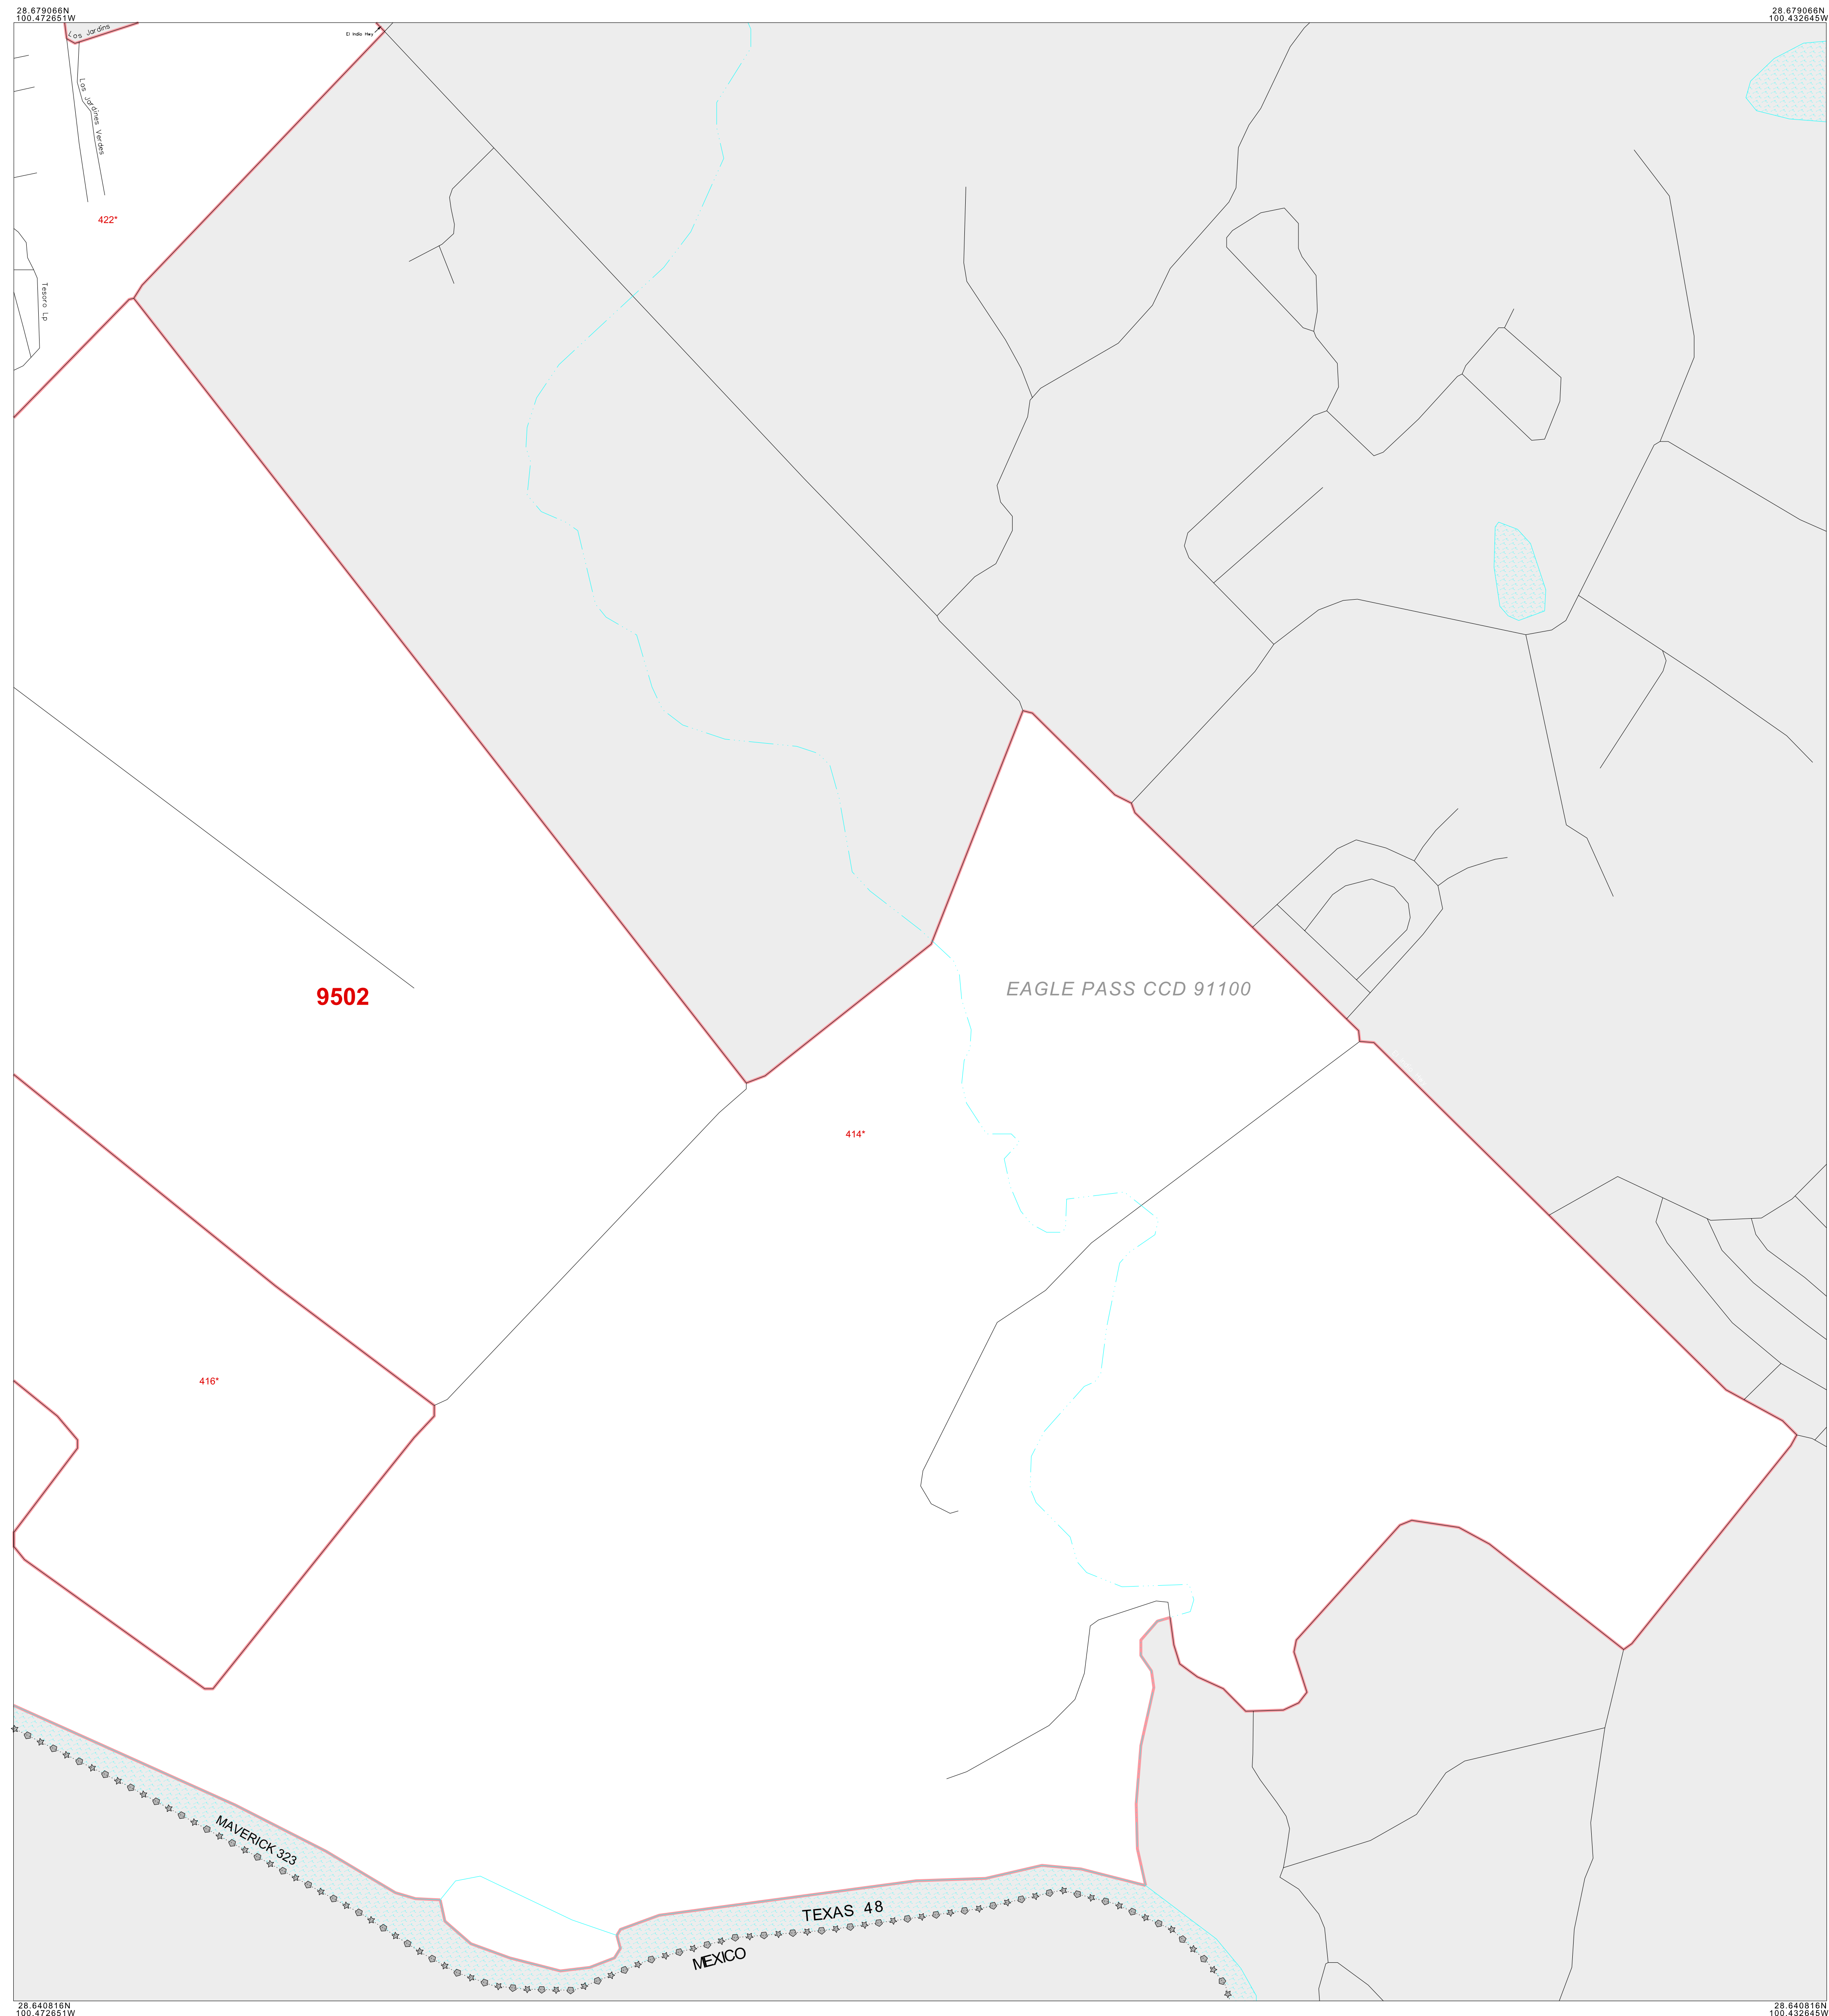 28.679066N
100.472651W
28.679066N
100.432645W
Los Jardins
El Indio Hwy
Los Jardines Verdes
422*
Tesoro Lp
9502
EAGLE PASS CCD 91100
414*
416*
MAVERICK 323
TEXAS 48
MEXICO
28.640816N
100.472651W
28.640816N
100.432645W